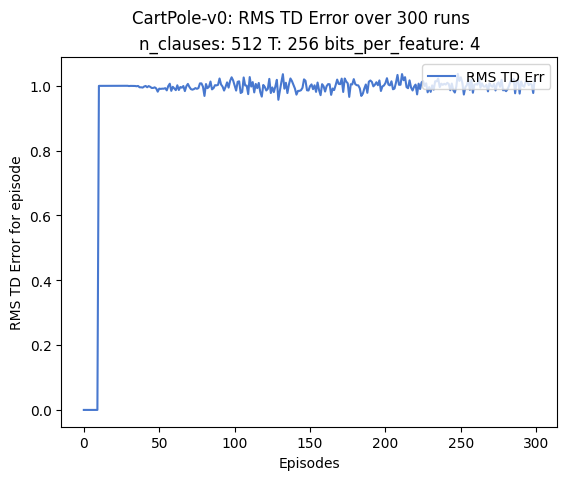 CartPole-v0: RMS TD Error over 300 runs
n_clauses: 512 T: 256 bits_per_feature: 4
RMS TD Err
RMS TD Error for episode
1.0
0.8
0.6
0.4
0.2
0.0
0 50 100 150 200 250 300
Episodes